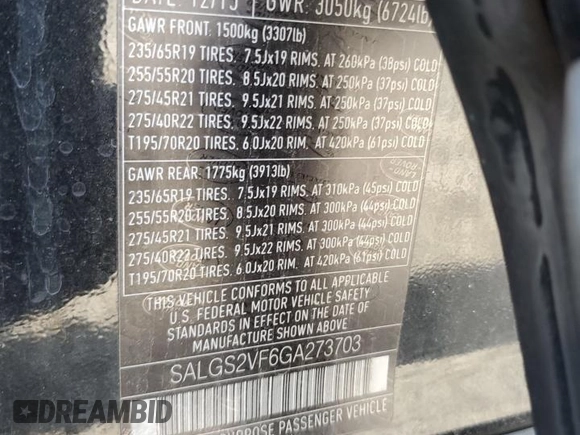 12/15 GWR: 3050kg (6724lb)
GAWR FRONT: 1500kg (3307lb)
235/65R19 TIRES. 7.5Jx19 RIMS. AT 260kPa (38psi) COLD
255/55R20 TIRES. 8.5Jx20 RIMS. AT 250kPa (37psi) COLD
275/45R21 TIRES. 9.5Jx21 RIMS. AT 250kPa (37psi) COLD
275/40R22 TIRES. 9.5Jx22 RIMS. AT 250kPa (37psi) COLD
T195/70R20 TIRES. 6.0Jx20 RIM. AT 420kPa (61psi) COLD
GAWR REAR: 1775kg (3913lb)
235/65R19 TIRES. 7.5Jx19 RIMS. AT 310kPa (45psi) COLD
255/55R20 TIRES. 8.5Jx20 RIMS. AT 300kPa (44psi) COLD
275/45R21 TIRES. 9.5Jx21 RIMS. AT 300kPa (44psi) COLD
275/40R22 TIRES. 9.5Jx22 RIMS. AT 300kPa (44psi) COLD
T195/70R20 TIRES. 6.0Jx20 RIM. AT 420kPa (61psi) COLD
THIS VEHICLE CONFORMS TO ALL APPLICABLE
U.S. FEDERAL MOTOR VEHICLE SAFETY
STANDARDS IN EFFECT ON THE DATE OF
MANUFACTURE SHOWN ABOVE
SALGS2VF6GA273703
PURPOSE PASSENGER VEHICLE
LAND ROVER
DREAMBID